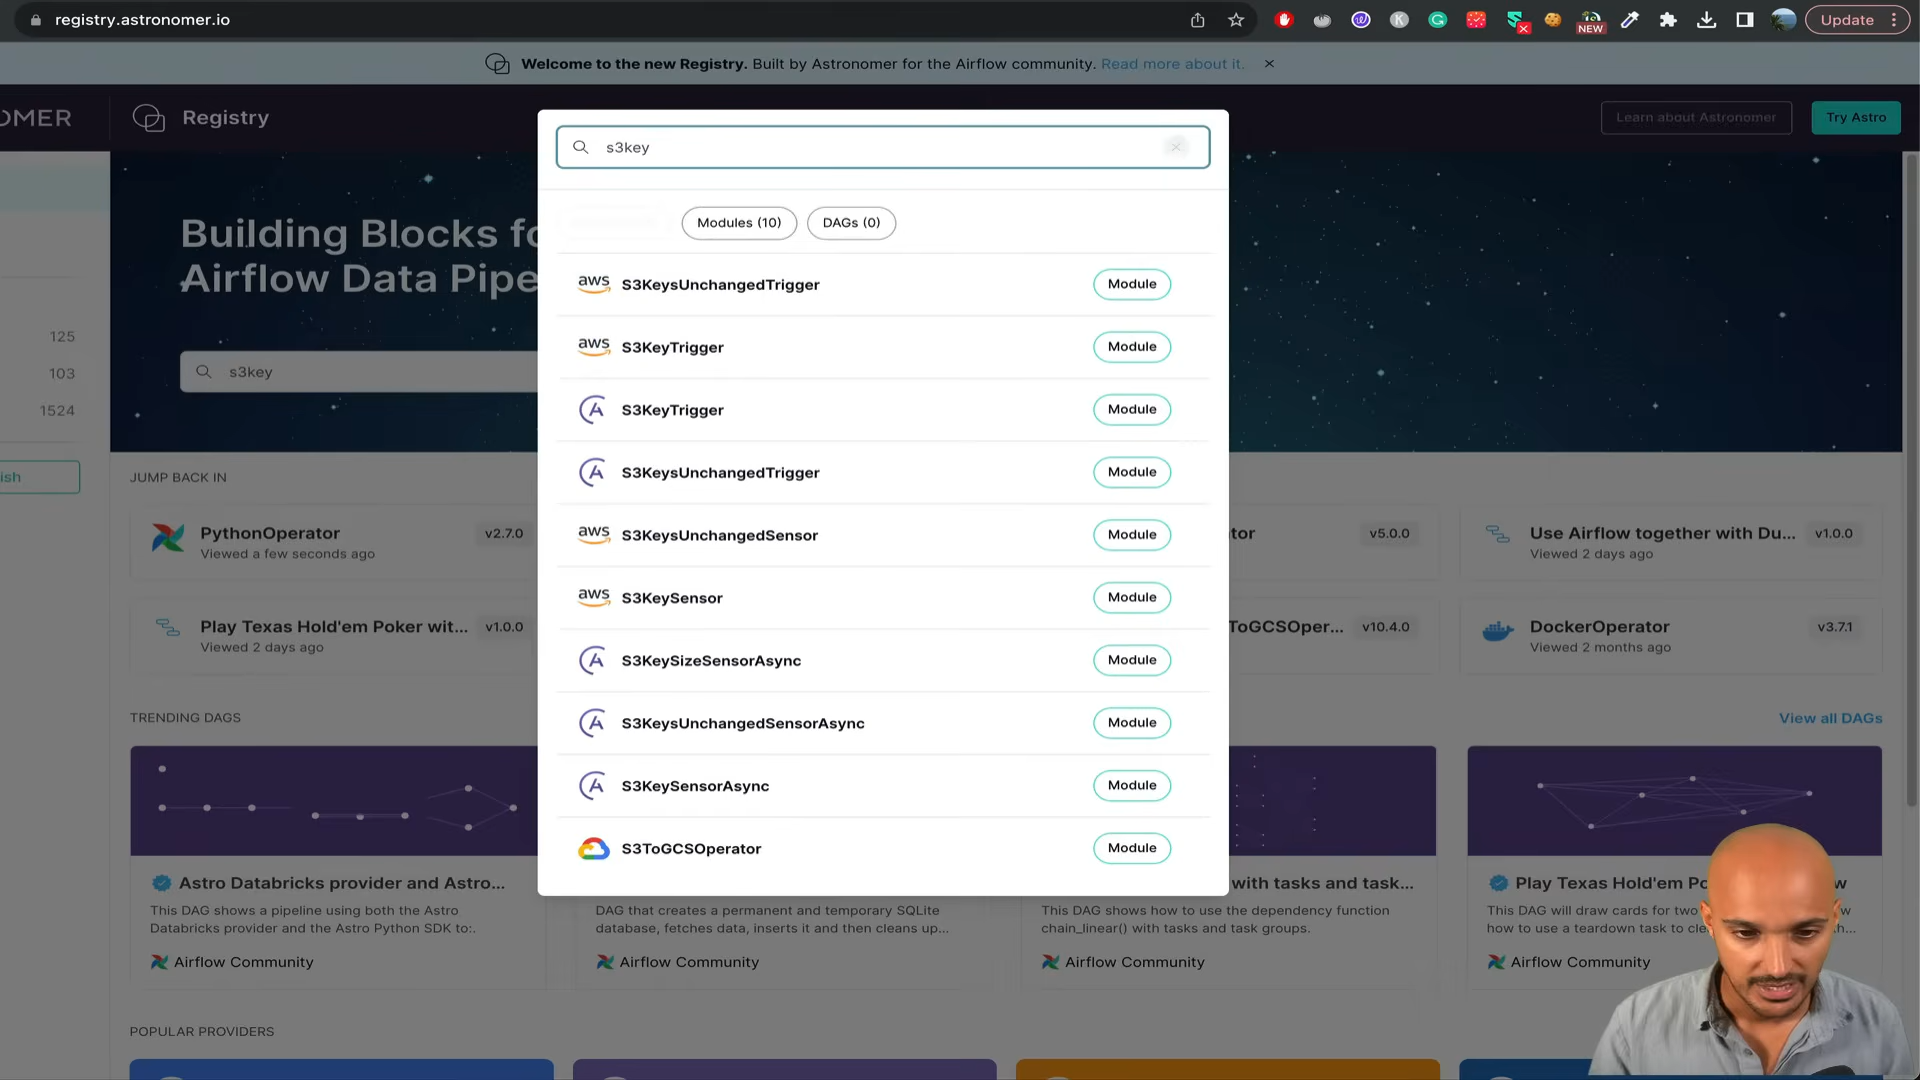 registry.astronomer.io
NEW
Update
Welcome to the new Registry. Built by Astronomer for the Airflow community. Read more about it.
OMER
Registry
Learn about Astronomer
Try Astro
Building Blocks fo
Airflow Data Pipe
s3key
125
103
1524
ish
s3key
Modules (10)
DAGs (0)
aws S3KeysUnchangedTrigger Module
aws S3KeyTrigger Module
S3KeyTrigger Module
S3KeysUnchangedTrigger Module
aws S3KeysUnchangedSensor Module
aws S3KeySensor Module
S3KeySizeSensorAsync Module
S3KeysUnchangedSensorAsync Module
S3KeySensorAsync Module
S3ToGCSOperator Module
JUMP BACK IN
PythonOperator v2.7.0
Viewed a few seconds ago
tor v5.0.0
Use Airflow together with Du... v1.0.0
Viewed 2 days ago
Play Texas Hold'em Poker wit... v1.0.0
Viewed 2 days ago
ToGCSOper... v10.4.0
DockerOperator v3.7.1
Viewed 2 months ago
TRENDING DAGS
View all DAGs
Astro Databricks provider and Astro...
This DAG shows a pipeline using both the Astro
Databricks provider and the Astro Python SDK to:.
Airflow Community
DAG that creates a permanent and temporary SQLite
database, fetches data, inserts it and then cleans up...
Airflow Community
with tasks and task...
This DAG shows how to use the dependency function
chain_linear() with tasks and task groups.
Airflow Community
Play Texas Hold'em Po
w
This DAG will draw cards for two
w
how to use a teardown task to cle
th...
Airflow Community
POPULAR PROVIDERS